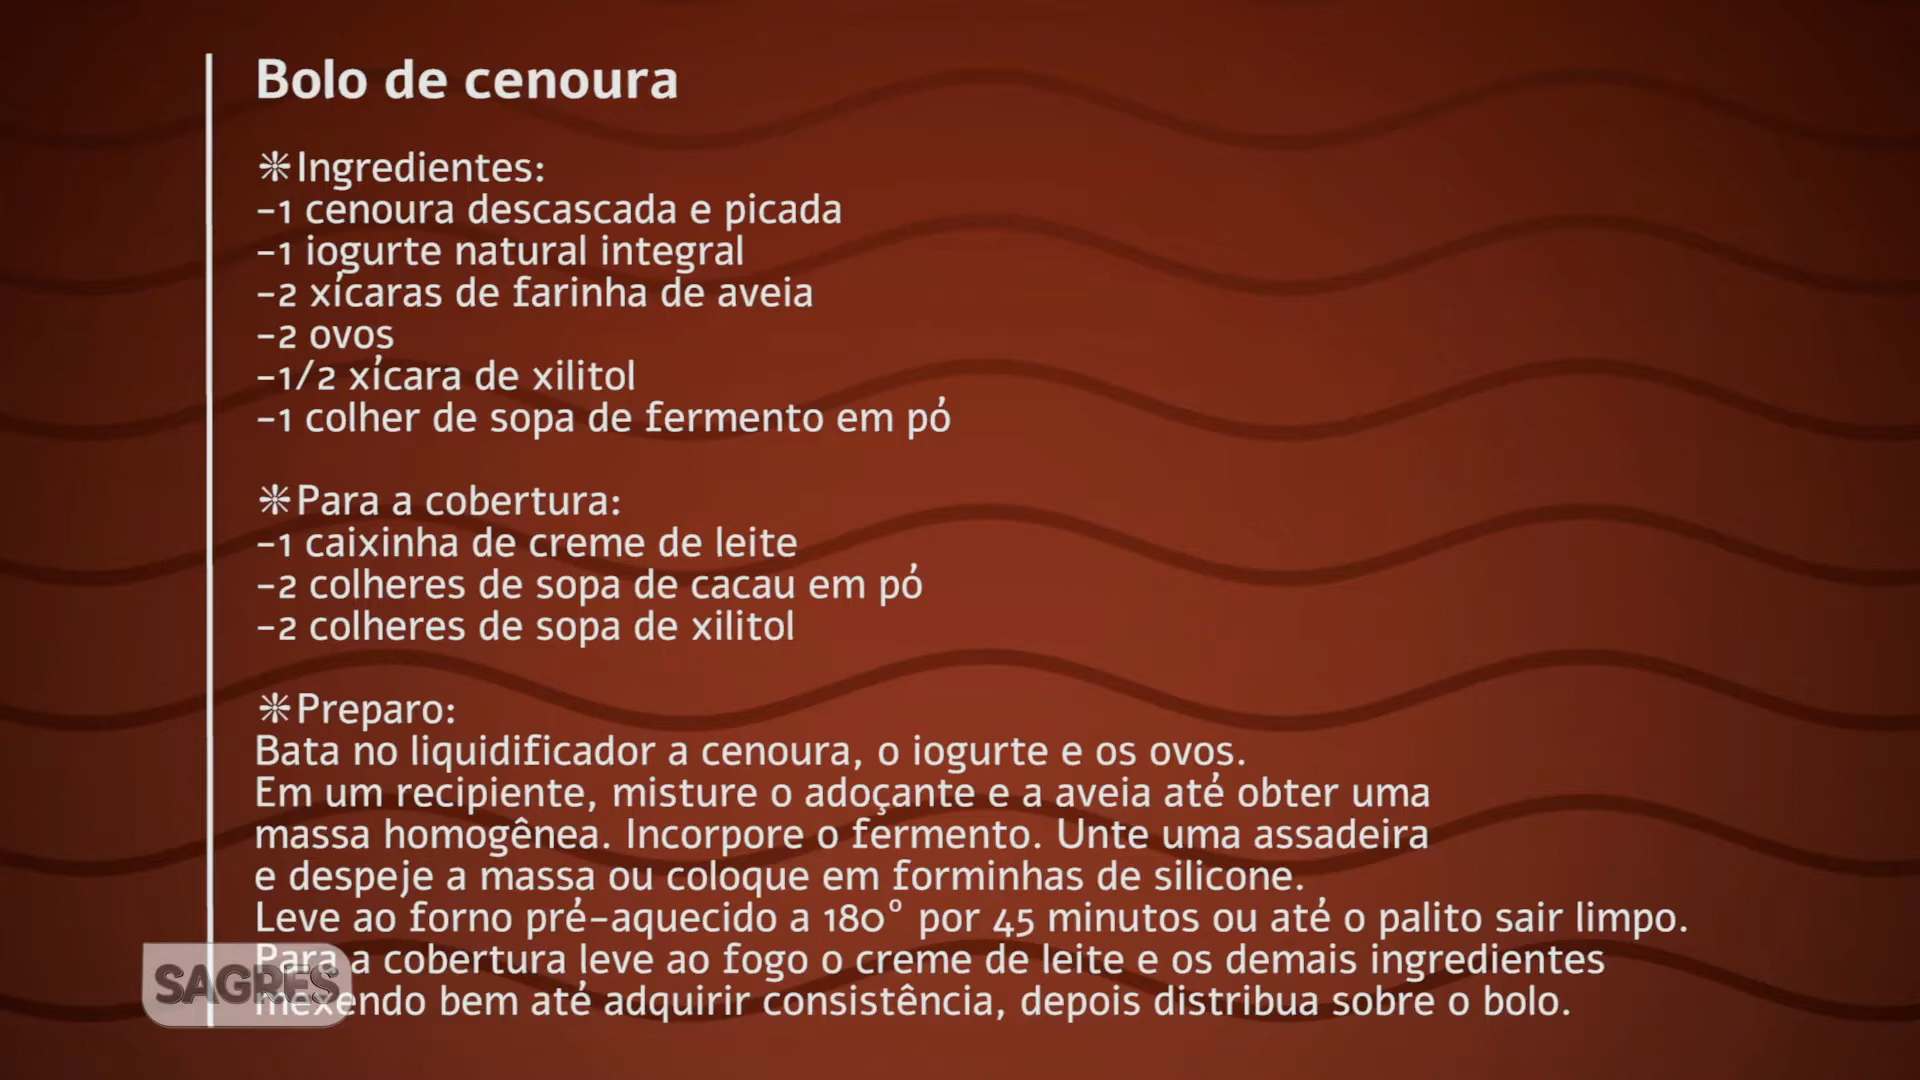 Bolo de cenoura
❊Ingredientes:
-1 cenoura descascada e picada
-1 iogurte natural integral
-2 xícaras de farinha de aveia
-2 ovos
-1/2 xícara de xilitol
-1 colher de sopa de fermento em pó
❊Para a cobertura:
-1 caixinha de creme de leite
-2 colheres de sopa de cacau em pó
-2 colheres de sopa de xilitol
❊Preparo:
Bata no liquidificador a cenoura, o iogurte e os ovos.
Em um recipiente, misture o adoçante e a aveia até obter uma
massa homogênea. Incorpore o fermento. Unte uma assadeira
e despeje a massa ou coloque em forminhas de silicone.
Leve ao forno pré-aquecido a 180° por 45 minutos ou até o palito sair limpo.
Para a cobertura leve ao fogo o creme de leite e os demais ingredientes
mexendo bem até adquirir consistência, depois distribua sobre o bolo.
SAGRES